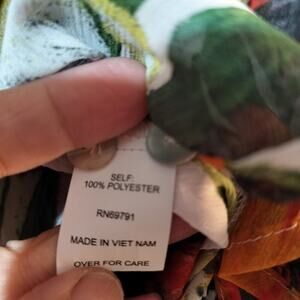 SELF:
100% POLYESTER
RN69791
MADE IN VIET NAM
OVER FOR CARE